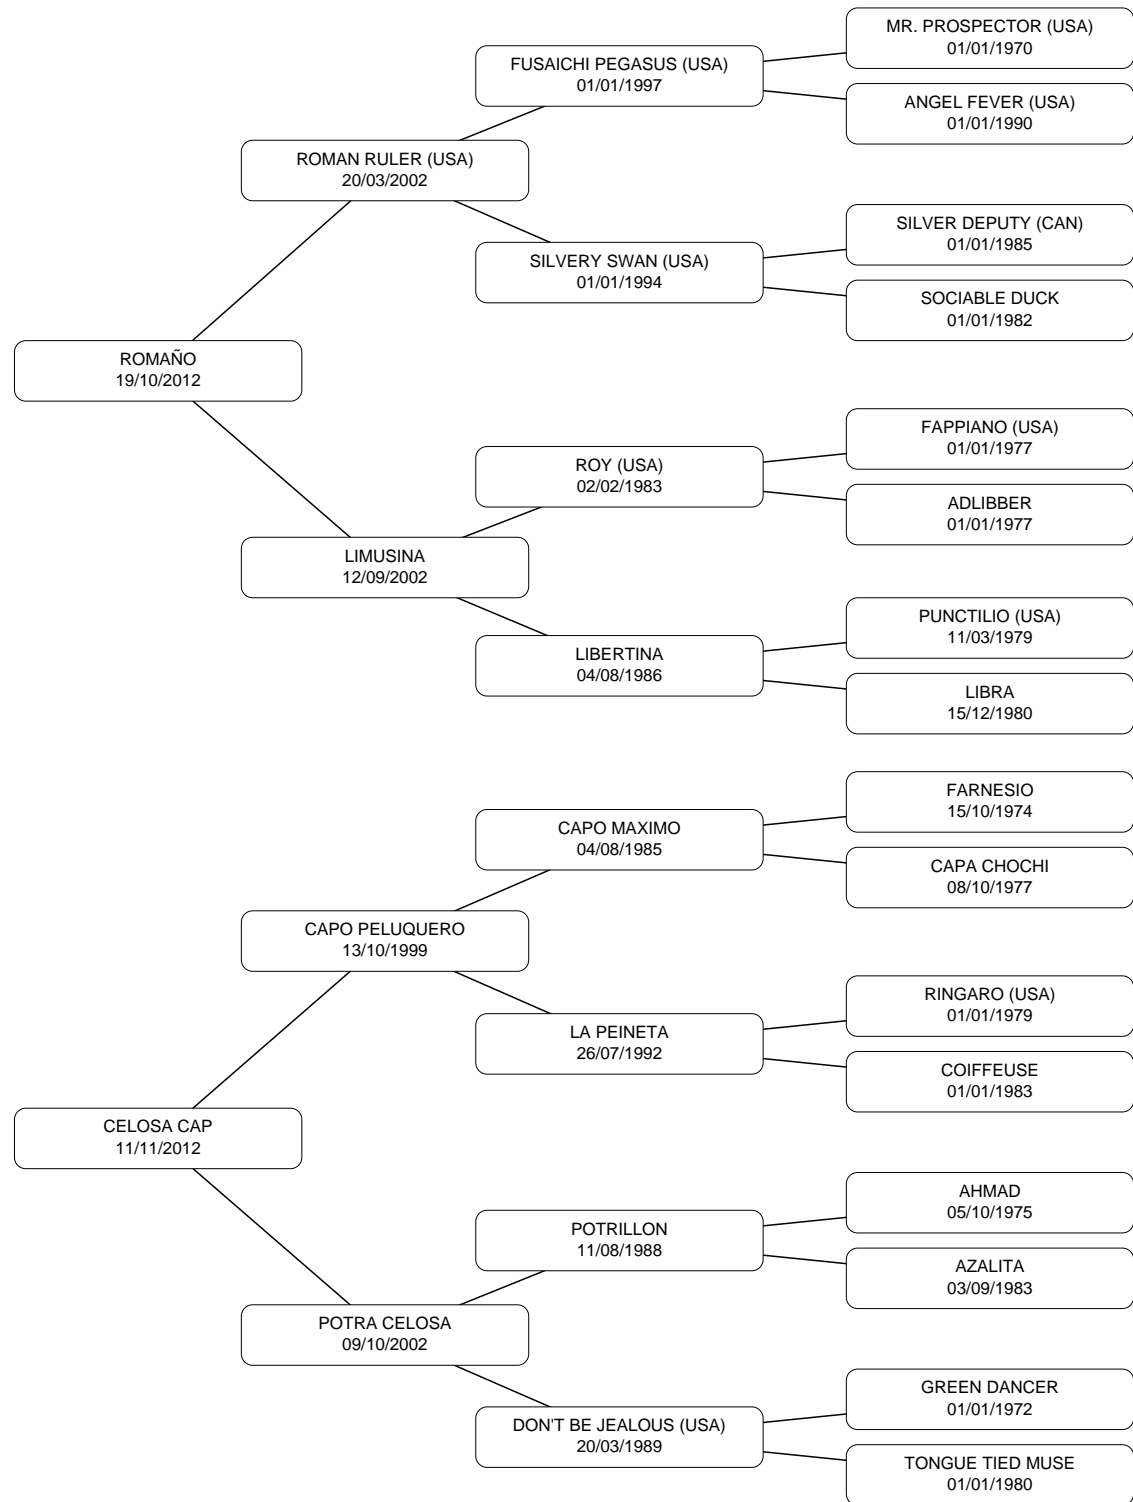 MR. PROSPECTOR (USA)
01/01/1970
FUSAICHI PEGASUS (USA)
01/01/1997
ANGEL FEVER (USA)
01/01/1990
ROMAN RULER (USA)
20/03/2002
SILVER DEPUTY (CAN)
01/01/1985
SILVERY SWAN (USA)
01/01/1994
SOCIABLE DUCK
01/01/1982
ROMAÑO
19/10/2012
FAPPIANO (USA)
01/01/1977
ROY (USA)
02/02/1983
ADLIBBER
01/01/1977
LIMUSINA
12/09/2002
PUNCTILIO (USA)
11/03/1979
LIBERTINA
04/08/1986
LIBRA
15/12/1980
FARNESIO
15/10/1974
CAPO MAXIMO
04/08/1985
CAPA CHOCHI
08/10/1977
CAPO PELUQUERO
13/10/1999
RINGARO (USA)
01/01/1979
LA PEINETA
26/07/1992
COIFFEUSE
01/01/1983
CELOSA CAP
11/11/2012
AHMAD
05/10/1975
POTRILLON
11/08/1988
AZALITA
03/09/1983
POTRA CELOSA
09/10/2002
GREEN DANCER
01/01/1972
DON'T BE JEALOUS (USA)
20/03/1989
TONGUE TIED MUSE
01/01/1980